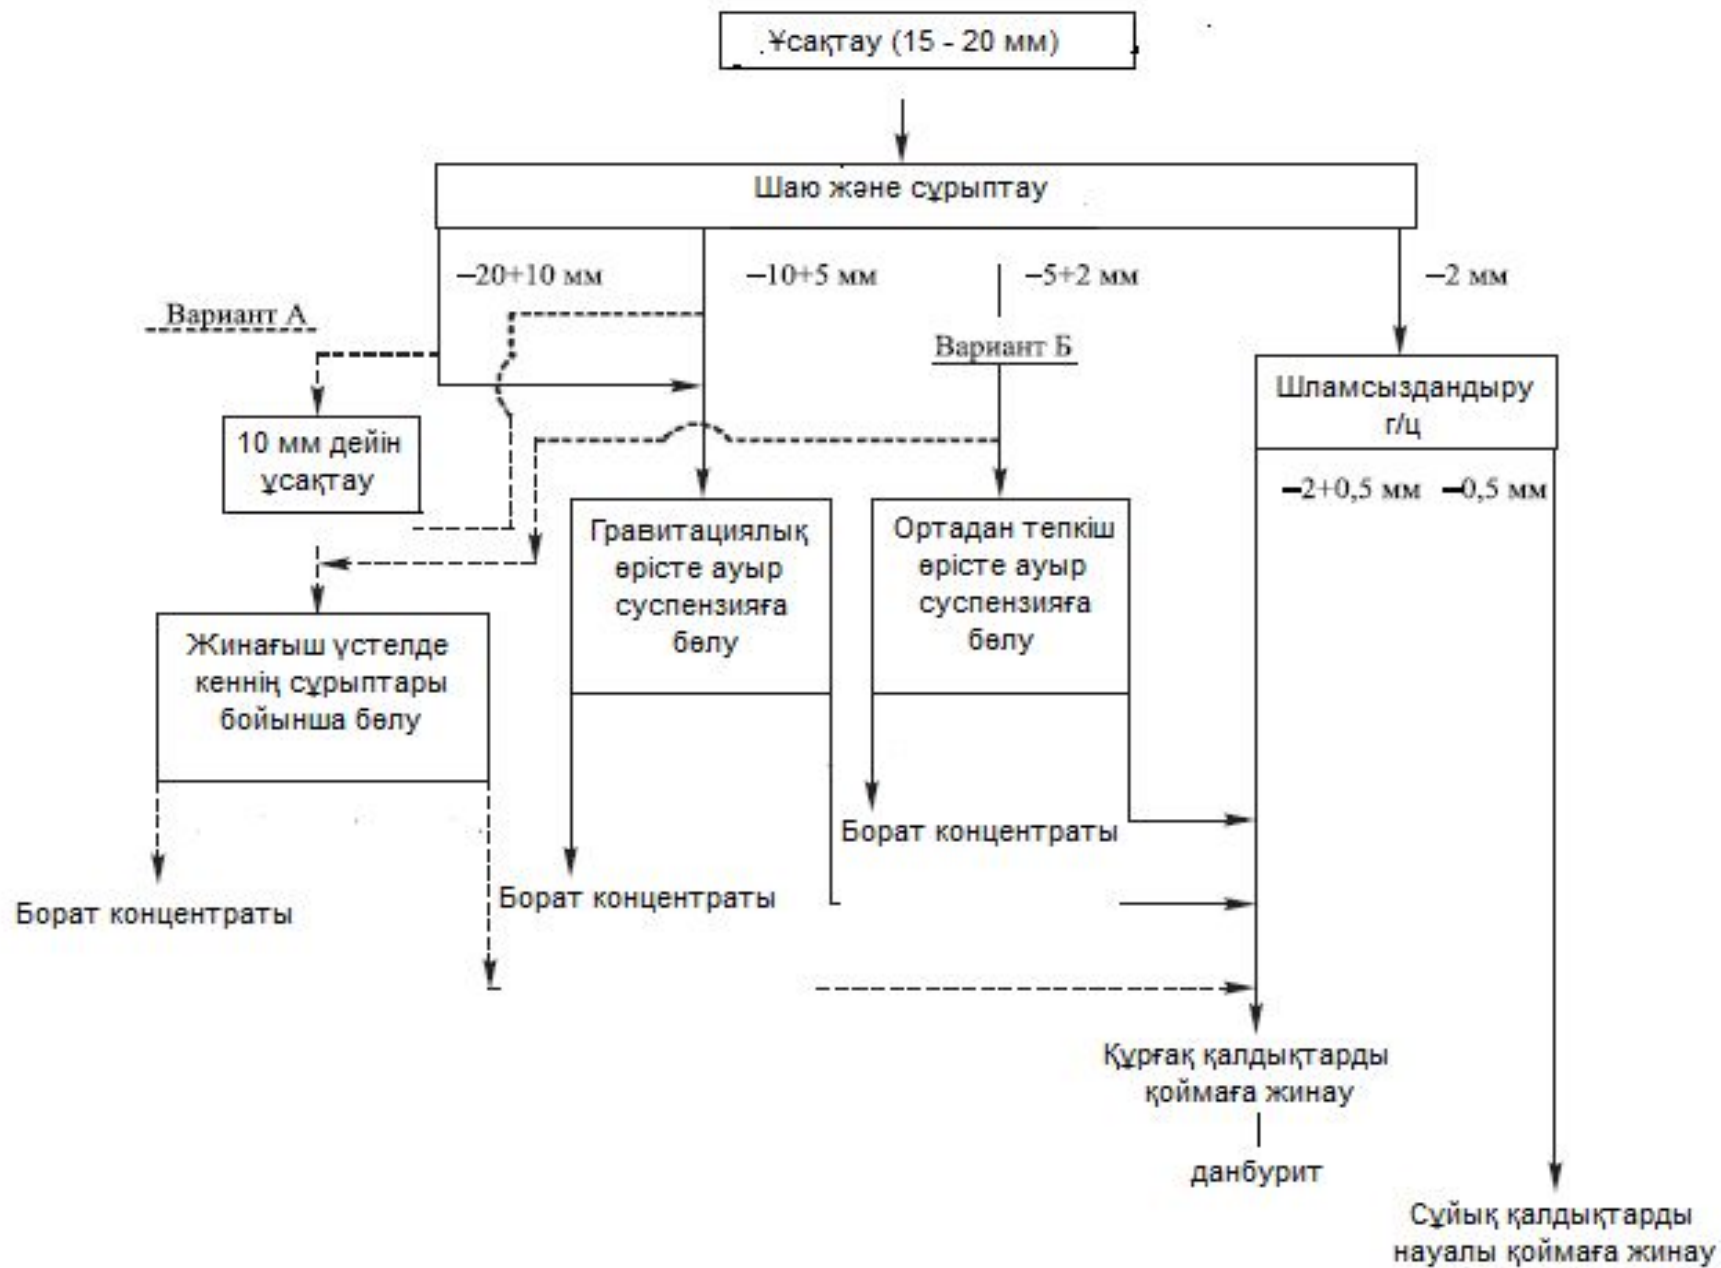 Ұсақтау (15 - 20 мм)
Шаю және сұрыптау
–20+10 мм
–10+5 мм
–5+2 мм
–2 мм
Вариант А
Вариант Б
Шламсыздандыру
г/ц
10 мм дейін
ұсақтау
–2+0,5 мм
–0,5 мм
Гравитациялық
өрісте ауыр
суспензияға
бөлу
Ортадан тепкіш
өрісте ауыр
суспензияға
бөлу
Жинағыш үстелде
кеннің сұрыптары
бойынша бөлу
Борат концентраты
Борат концентраты
Борат концентраты
Құрғақ қалдықтарды
қоймаға жинау
данбурит
Сұйық қалдықтарды
науалы қоймаға жинау